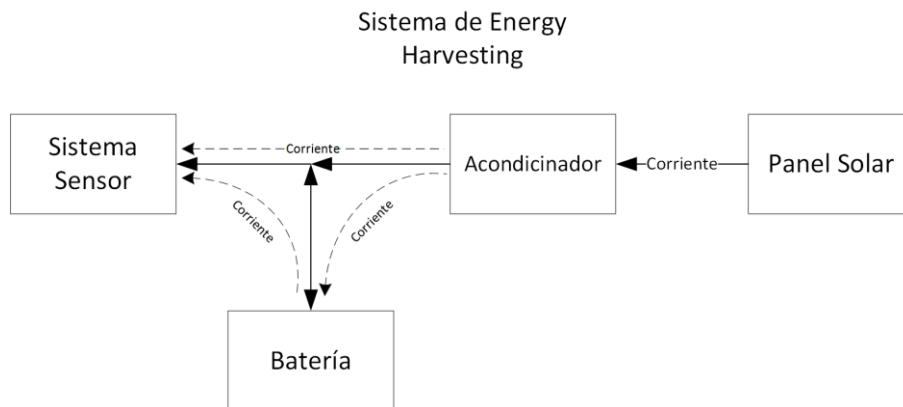 Sistema de Energy
Harvesting
Sistema
Sensor
Corriente
Acondicinador
Corriente
Panel Solar
Corriente
Corriente
Batería